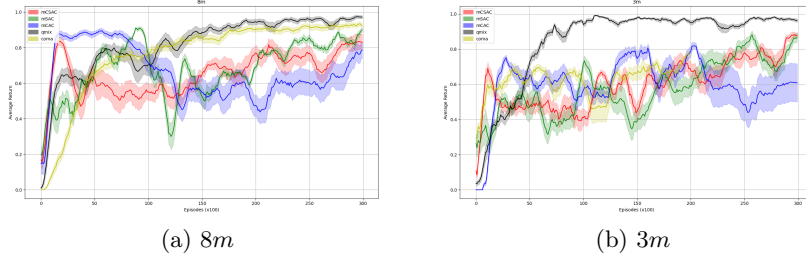 8m
3m
mCSAC
mSAC
mCAC
qmix
coma
mCSAC
mSAC
mCAC
qmix
coma
Average Return
1.0
0.8
0.6
0.4
0.2
0.0
Average Return
1.0
0.8
0.6
0.4
0.2
0.0
0 50 100 150 200 250 300
0 50 100 150 200 250 300
Episodes (x100)
Episodes (x100)
(a) 8m
(b) 3m